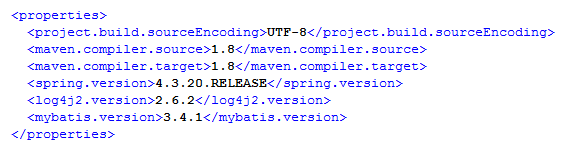 <properties>
<project.build.sourceEncoding>UTF-8</project.build.sourceEncoding>
<maven.compiler.source>1.8</maven.compiler.source>
<maven.compiler.target>1.8</maven.compiler.target>
<spring.version>4.3.20.RELEASE</spring.version>
<log4j2.version>2.6.2</log4j2.version>
<mybatis.version>3.4.1</mybatis.version>
</properties>